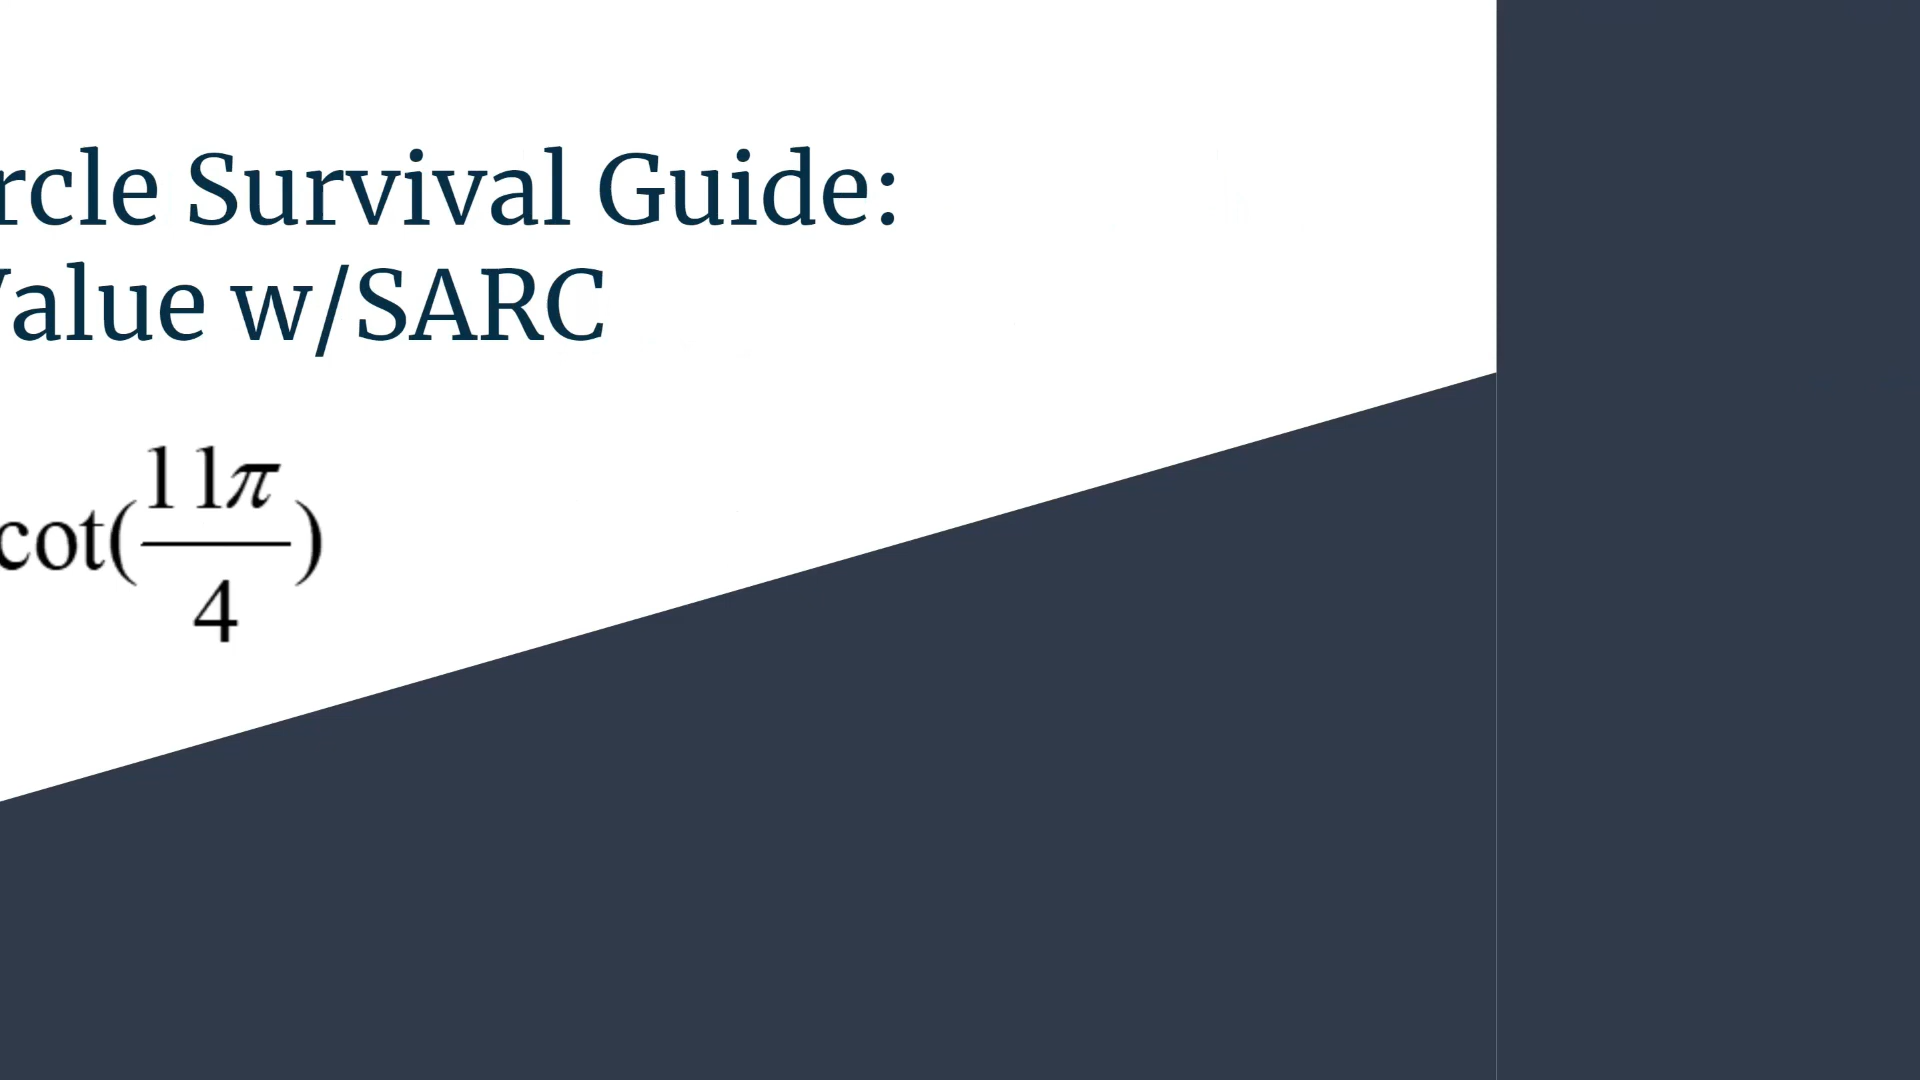 rcle Survival Guide:
Value w/SARC
cot(11π/4)